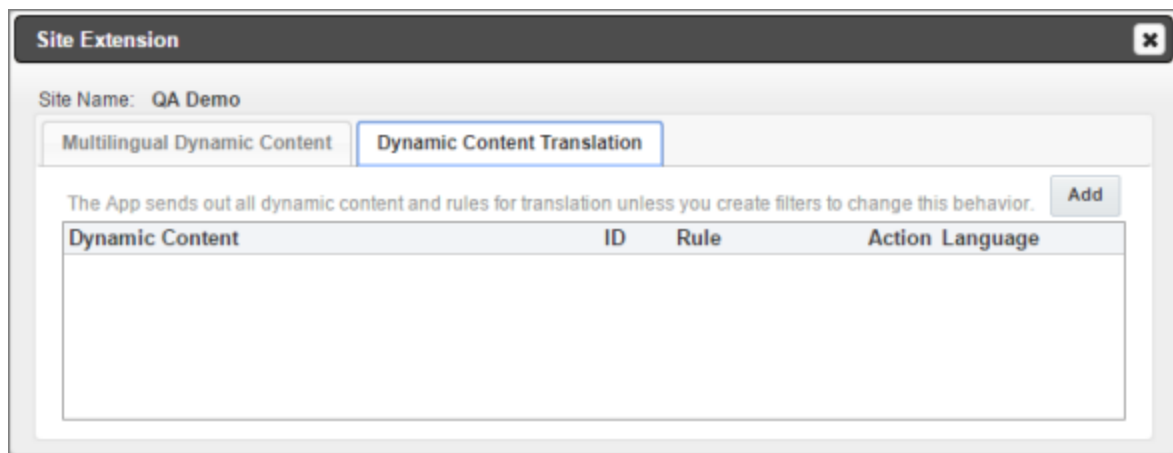 Site Extension
Site Name: QA Demo
Multilingual Dynamic Content Dynamic Content Translation
The App sends out all dynamic content and rules for translation unless you create filters to change this behavior. Add
Dynamic Content ID Rule Action Language